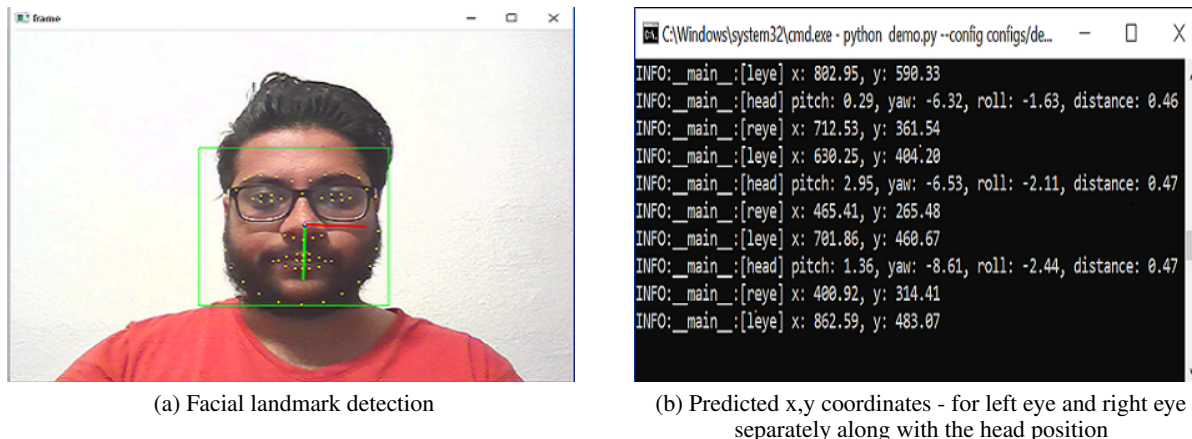 frame
C:\Windows\system32\cmd.exe - python demo.py --config configs/de...
INFO:__main__:[leye] x: 802.95, y: 590.33
INFO:__main__:[head] pitch: 0.29, yaw: -6.32, roll: -1.63, distance: 0.46
INFO:__main__:[reye] x: 712.53, y: 361.54
INFO:__main__:[leye] x: 630.25, y: 404.20
INFO:__main__:[head] pitch: 2.95, yaw: -6.53, roll: -2.11, distance: 0.47
INFO:__main__:[reye] x: 465.41, y: 265.48
INFO:__main__:[leye] x: 701.86, y: 460.67
INFO:__main__:[head] pitch: 1.36, yaw: -8.61, roll: -2.44, distance: 0.47
INFO:__main__:[reye] x: 400.92, y: 314.41
INFO:__main__:[leye] x: 862.59, y: 483.07
(a) Facial landmark detection
(b) Predicted x,y coordinates - for left eye and right eye
separately along with the head position